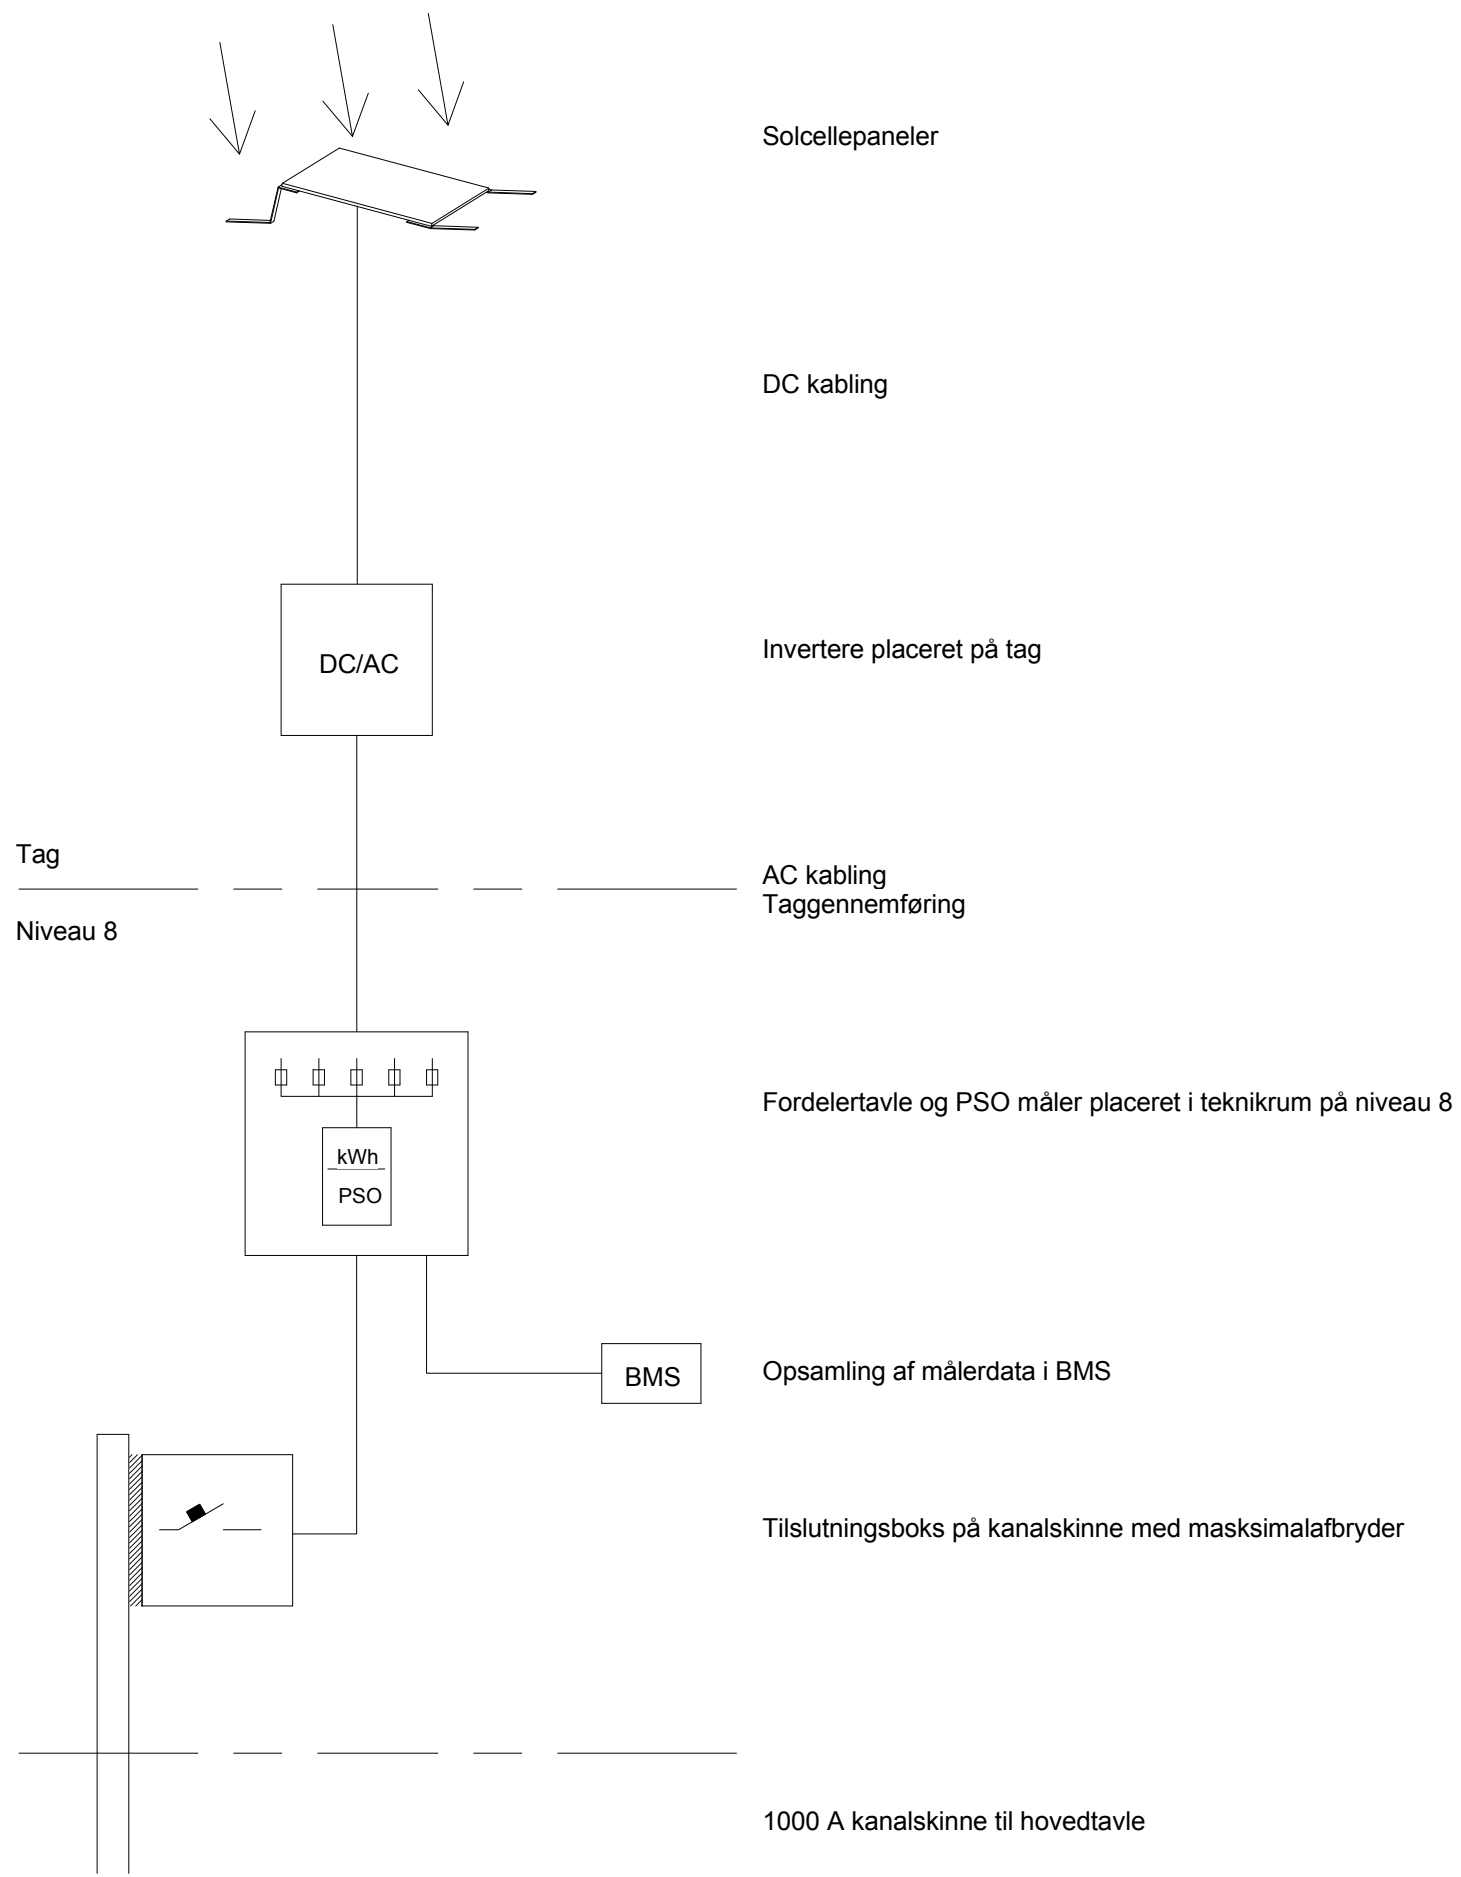 Solcellepaneler
DC kabling
DC/AC
Invertere placeret på tag
Tag
AC kabling
Taggennemføring
Niveau 8
Fordelertavle og PSO måler placeret i teknikrum på niveau 8
kWh
PSO
BMS
Opsamling af målerdata i BMS
Tilslutningsboks på kanalskinne med masksimalafbryder
1000 A kanalskinne til hovedtavle